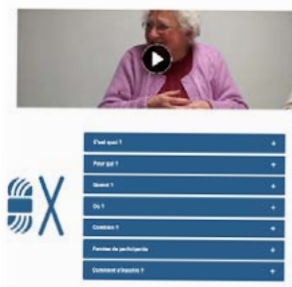 C'est quoi ?
Pour qui ?
Quand ?
Où ?
Combien ?
Paroles de participants
Comment s'inscrire ?